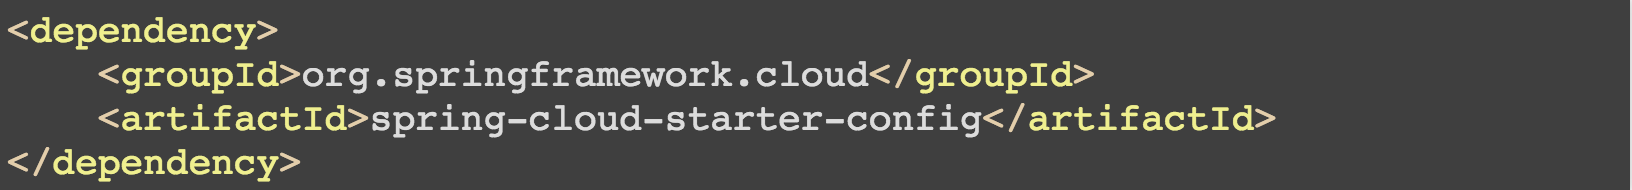 <dependency>
    <groupId>org.springframework.cloud</groupId>
    <artifactId>spring-cloud-starter-config</artifactId>
</dependency>